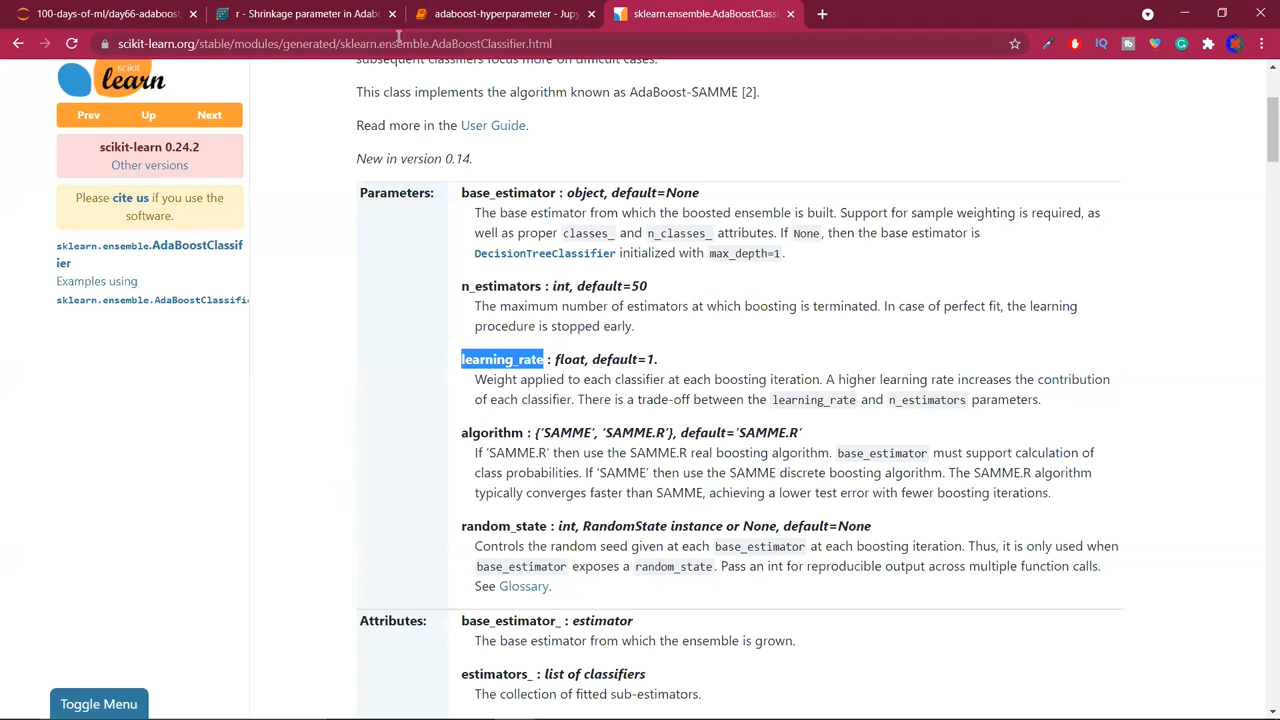 100-days-of-ml/day66-adaboost
r - Shrinkage parameter in Adab
adaboost-hyperparameter - Jupy
sklearn.ensemble.AdaBoostClassi
scikit-learn.org/stable/modules/generated/sklearn.ensemble.AdaBoostClassifier.html
subsequent classifiers focus more on difficult cases.
This class implements the algorithm known as AdaBoost-SAMME [2].
Read more in the User Guide.
New in version 0.14.
scikit
learn
Prev Up Next
scikit-learn 0.24.2
Other versions
Please cite us if you use the
software.
sklearn.ensemble.AdaBoostClassif
ier
Examples using
sklearn.ensemble.AdaBoostClassifie
Parameters:
base_estimator : object, default=None
The base estimator from which the boosted ensemble is built. Support for sample weighting is required, as
well as proper classes_ and n_classes_ attributes. If None, then the base estimator is
DecisionTreeClassifier initialized with max_depth=1.
n_estimators : int, default=50
The maximum number of estimators at which boosting is terminated. In case of perfect fit, the learning
procedure is stopped early.
learning_rate : float, default=1.
Weight applied to each classifier at each boosting iteration. A higher learning rate increases the contribution
of each classifier. There is a trade-off between the learning_rate and n_estimators parameters.
algorithm : {'SAMME', 'SAMME.R'}, default='SAMME.R'
If 'SAMME.R' then use the SAMME.R real boosting algorithm. base_estimator must support calculation of
class probabilities. If 'SAMME' then use the SAMME discrete boosting algorithm. The SAMME.R algorithm
typically converges faster than SAMME, achieving a lower test error with fewer boosting iterations.
random_state : int, RandomState instance or None, default=None
Controls the random seed given at each base_estimator at each boosting iteration. Thus, it is only used when
base_estimator exposes a random_state. Pass an int for reproducible output across multiple function calls.
See Glossary.
Attributes:
base_estimator_ : estimator
The base estimator from which the ensemble is grown.
estimators_ : list of classifiers
The collection of fitted sub-estimators.
Toggle Menu